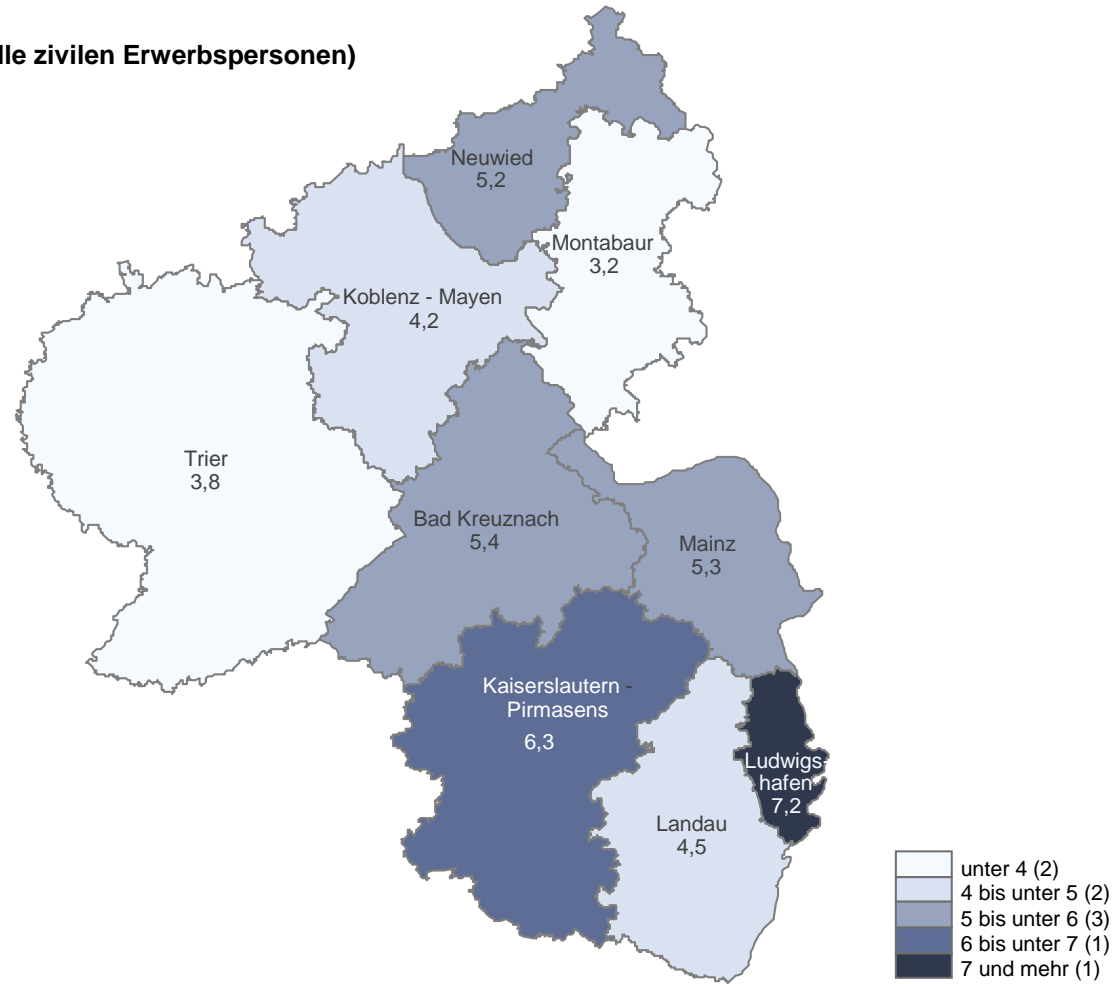 lle zivilen Erwerbspersonen)
Neuwied
5,2
Montabaur
3,2
Koblenz - Mayen
4,2
Trier
3,8
Bad Kreuznach
5,4
Mainz
5,3
Kaiserslautern -
Pirmasens
6,3
Ludwigs-
hafen
7,2
Landau
4,5
unter 4 (2)
4 bis unter 5 (2)
5 bis unter 6 (3)
6 bis unter 7 (1)
7 und mehr (1)